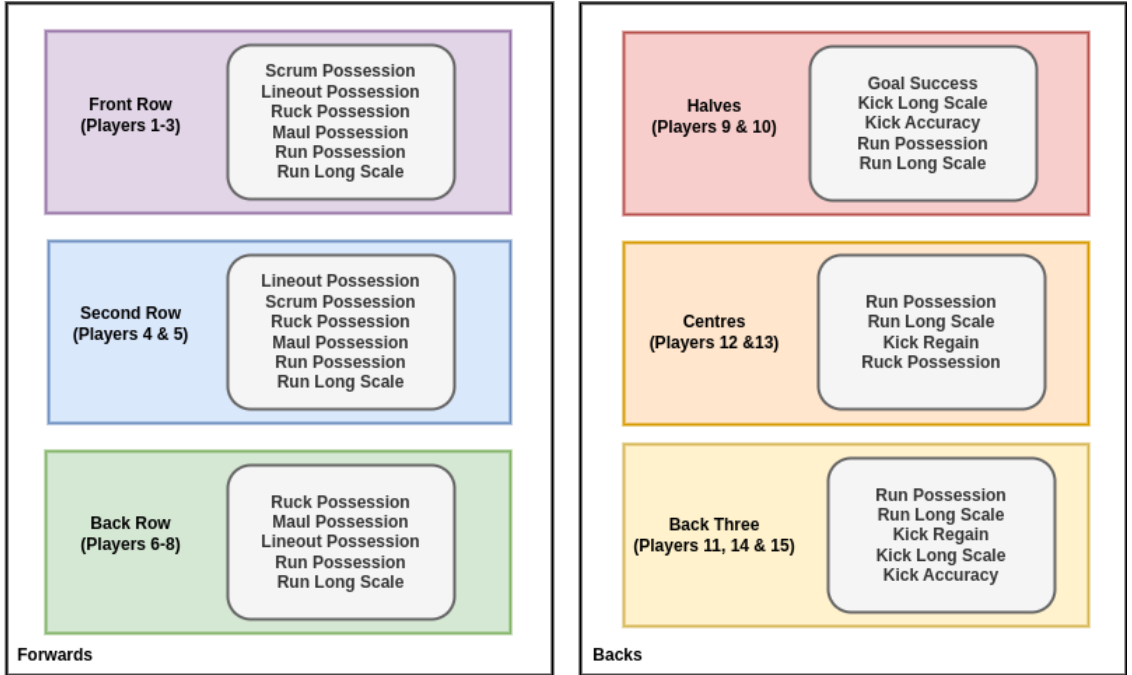 Front Row
(Players 1-3)
Scrum Possession
Lineout Possession
Ruck Possession
Maul Possession
Run Possession
Run Long Scale
Second Row
(Players 4 & 5)
Lineout Possession
Scrum Possession
Ruck Possession
Maul Possession
Run Possession
Run Long Scale
Back Row
(Players 6-8)
Ruck Possession
Maul Possession
Lineout Possession
Run Possession
Run Long Scale
Forwards
Halves
(Players 9 & 10)
Goal Success
Kick Long Scale
Kick Accuracy
Run Possession
Run Long Scale
Centres
(Players 12 &13)
Run Possession
Run Long Scale
Kick Regain
Ruck Possession
Back Three
(Players 11, 14 & 15)
Run Possession
Run Long Scale
Kick Regain
Kick Long Scale
Kick Accuracy
Backs